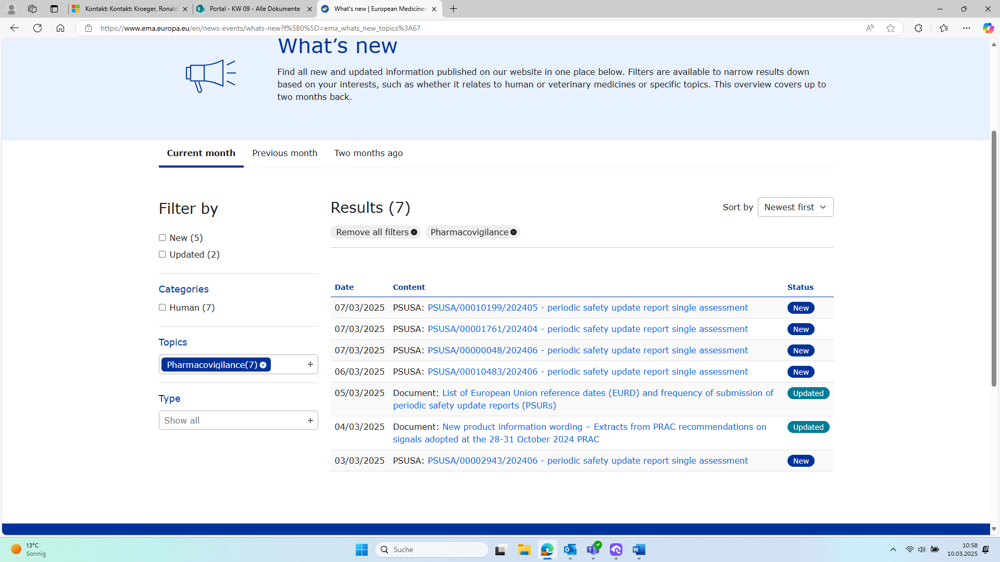 Kontakt: Kontakt: Kroeger, Ronald
Portal - KW 09 - Alle Dokumente
What's new | European Medicines
https://www.ema.europa.eu/en/news-events/whats-new?f%5B0%5D=ema_whats_new_topics%3A67
What’s new
Find all new and updated information published on our website in one place below. Filters are available to narrow results down
based on your interests, such as whether it relates to human or veterinary medicines or specific topics. This overview covers up to
two months back.
Current month Previous month Two months ago
Filter by
New (5)
Updated (2)
Categories
Human (7)
Topics
Pharmacovigilance(7)
Type
Show all
Results (7)
Sort by Newest first
Remove all filters Pharmacovigilance
Date Content Status
07/03/2025 PSUSA: PSUSA/00010199/202405 - periodic safety update report single assessment New
07/03/2025 PSUSA: PSUSA/00001761/202404 - periodic safety update report single assessment New
07/03/2025 PSUSA: PSUSA/00000048/202406 - periodic safety update report single assessment New
06/03/2025 PSUSA: PSUSA/00010483/202406 - periodic safety update report single assessment New
05/03/2025 Document: List of European Union reference dates (EURD) and frequency of submission of Updated
periodic safety update reports (PSURs)
04/03/2025 Document: New product information wording – Extracts from PRAC recommendations on Updated
signals adopted at the 28-31 October 2024 PRAC
03/03/2025 PSUSA: PSUSA/00002943/202406 - periodic safety update report single assessment New
13°C
Sonnig
Suche
10:58
10.03.2025